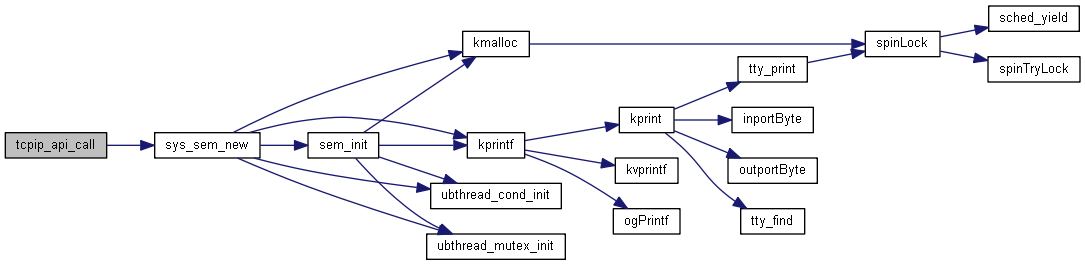 tcpip_api_call
sys_sem_new
kmalloc
sem_init
kprintf
ubthread_cond_init
ubthread_mutex_init
kprint
kvprintf
ogPrintf
tty_print
inportByte
outportByte
tty_find
spinLock
sched_yield
spinTryLock